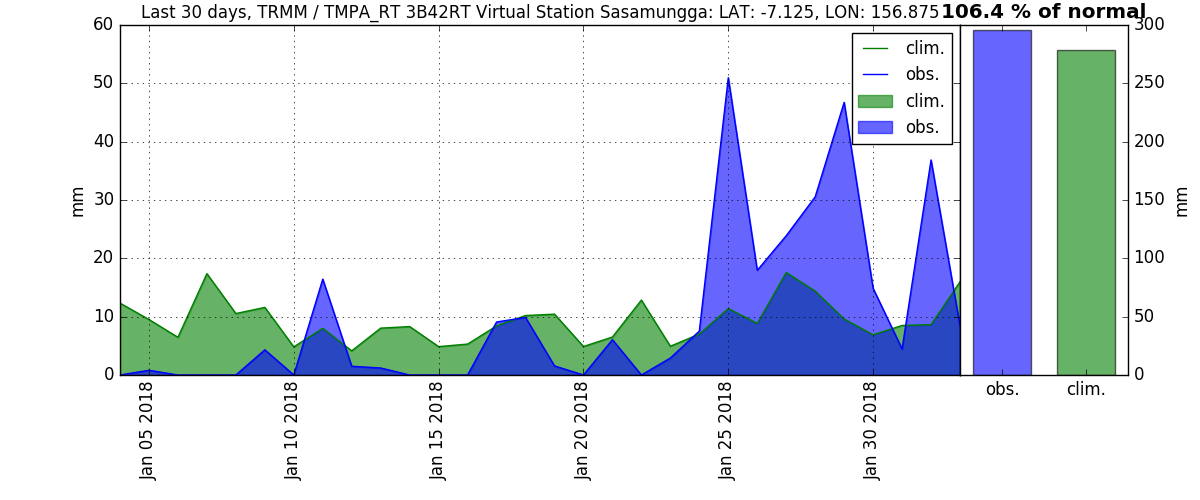 Last 30 days, TRMM / TMPA_RT 3B42RT Virtual Station Sasamungga: LAT: -7.125, LON: 156.875
106.4 % of normal
60
50
40
30
20
10
0
mm
clim.
obs.
clim.
obs.
Jan 05 2018
Jan 10 2018
Jan 15 2018
Jan 20 2018
Jan 25 2018
Jan 30 2018
300
250
200
150
100
50
0
mm
obs.
clim.